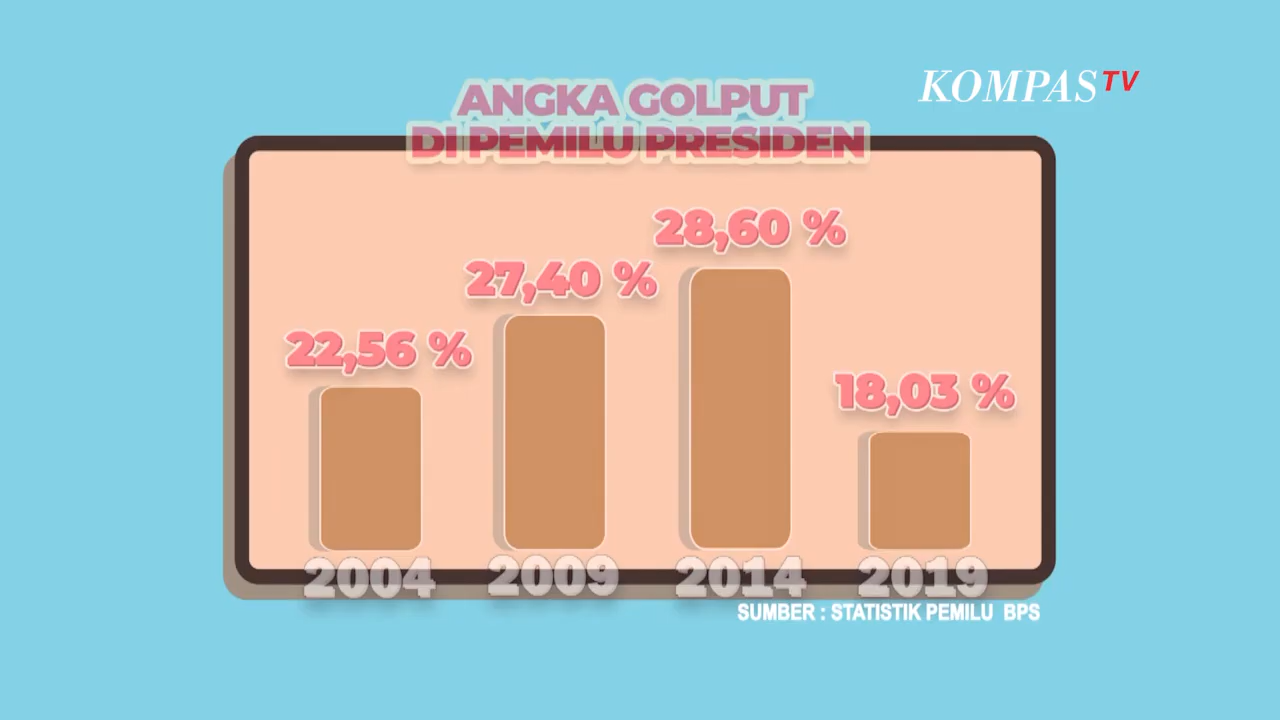 KOMPAS TV
ANGKA GOLPUT
DI PEMILU PRESIDEN
28,60 %
27,40 %
22,56 %
18,03 %
2004 2009 2014 2019
SUMBER : STATISTIK PEMILU BPS